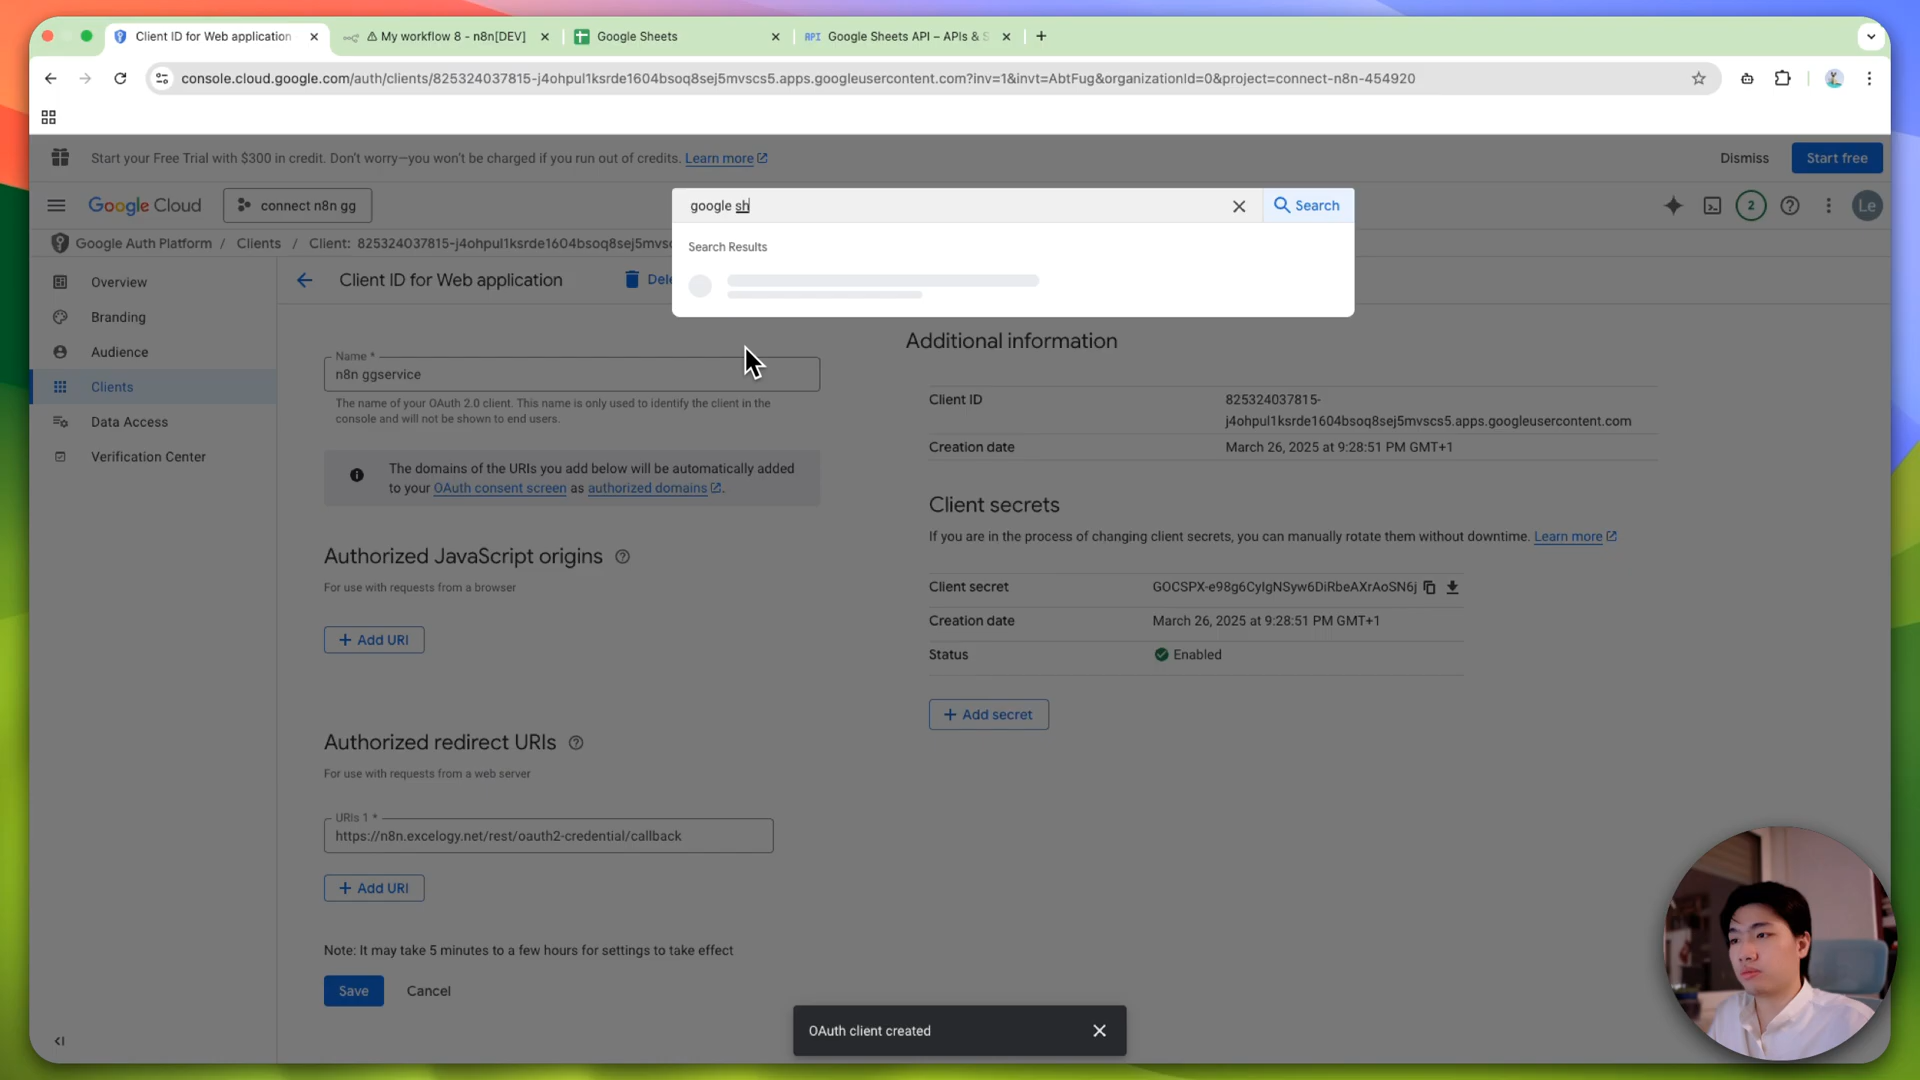 Client ID for Web application
My workflow 8 - n8n[DEV]
Google Sheets
API
Google Sheets API – APIs & S
console.cloud.google.com/auth/clients/825324037815-j4ohpul1ksrde1604bsoq8sej5mvscs5.apps.googleusercontent.com?inv=1&invt=AbtFug&organizationId=0&project=connect-n8n-454920
Start your Free Trial with $300 in credit. Don't worry—you won't be charged if you run out of credits. Learn more
Dismiss
Start free
Google Cloud
connect n8n gg
google sh
Search
2
Le
Google Auth Platform / Clients / Client: 825324037815-j4ohpul1ksrde1604bsoq8sej5mvsc
Search Results
Overview
Branding
Audience
Clients
Data Access
Verification Center
Client ID for Web application
Dele
Name *
n8n ggservice
The name of your OAuth 2.0 client. This name is only used to identify the client in the
console and will not be shown to end users.
The domains of the URIs you add below will be automatically added
to your OAuth consent screen as authorized domains.
Authorized JavaScript origins
For use with requests from a browser
+ Add URI
Authorized redirect URIs
For use with requests from a web server
URIs 1 *
https://n8n.excelogy.net/rest/oauth2-credential/callback
+ Add URI
Note: It may take 5 minutes to a few hours for settings to take effect
Save
Cancel
Additional information
Client ID
825324037815-
j4ohpul1ksrde1604bsoq8sej5mvscs5.apps.googleusercontent.com
Creation date
March 26, 2025 at 9:28:51 PM GMT+1
Client secrets
If you are in the process of changing client secrets, you can manually rotate them without downtime. Learn more
Client secret
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
Creation date
March 26, 2025 at 9:28:51 PM GMT+1
Status
Enabled
+ Add secret
OAuth client created